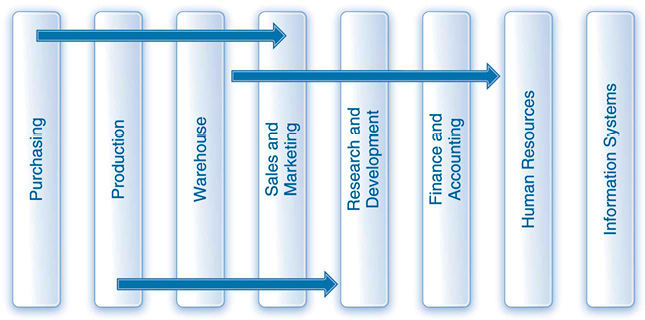 Purchasing
Production
Warehouse
Sales and
Marketing
Research and
Development
Finance and
Accounting
Human Resources
Information Systems